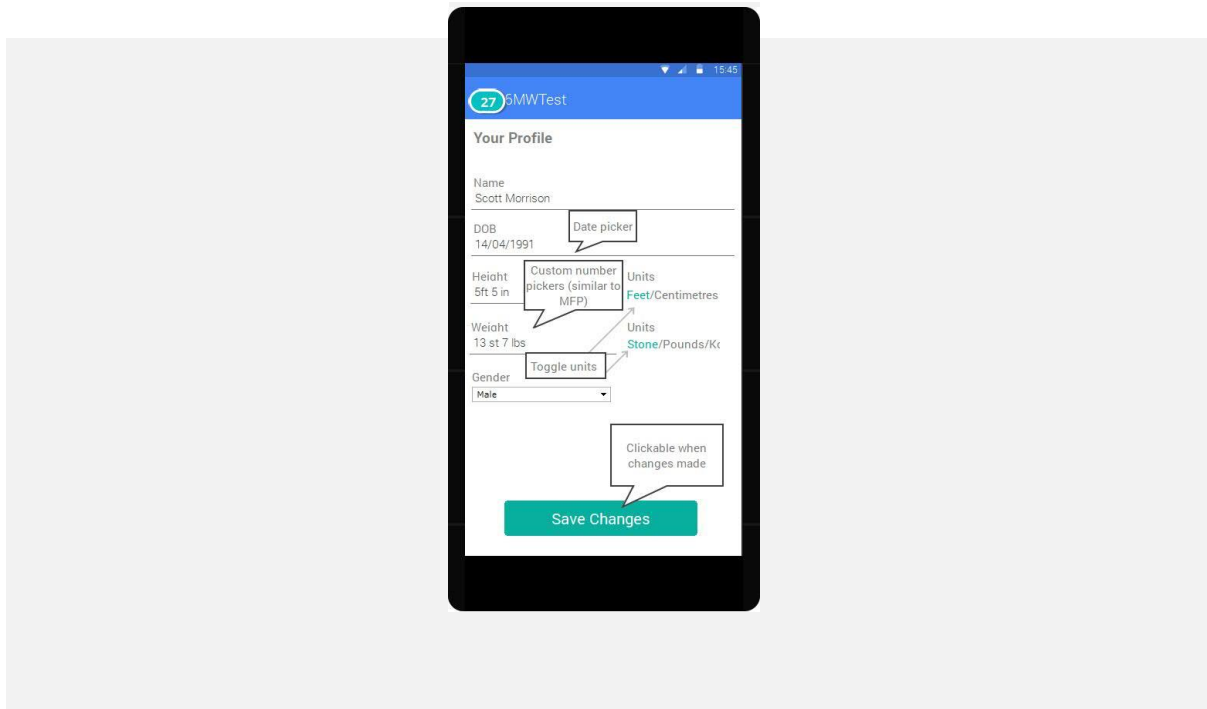 15:45
27 6MWTest
Your Profile
Name
Scott Morrison
DOB
14/04/1991
Date picker
Height
5ft 5 in
Custom number
pickers (similar to
MFP)
Units
Feet/Centimetres
Weight
13 st 7 lbs
Units
Stone/Pounds/Kg
Toggle units
Gender
Male
Clickable when
changes made
Save Changes